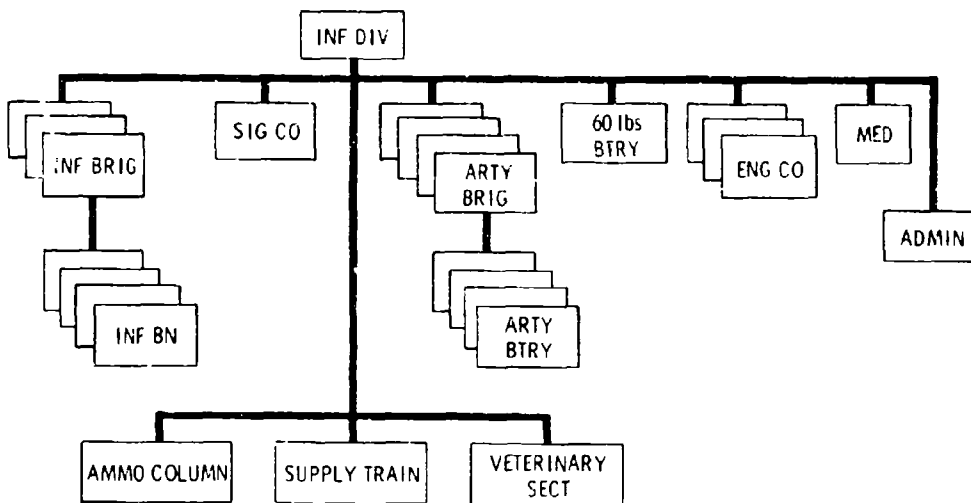 INF DIV
INF BRIG
SIG CO
ARTY
BRIG
60 lbs
BTRY
ENG CO
MED
ADMIN
INF BN
ARTY
BTRY
AMMO COLUMN
SUPPLY TRAIN
VETERINARY
SECT